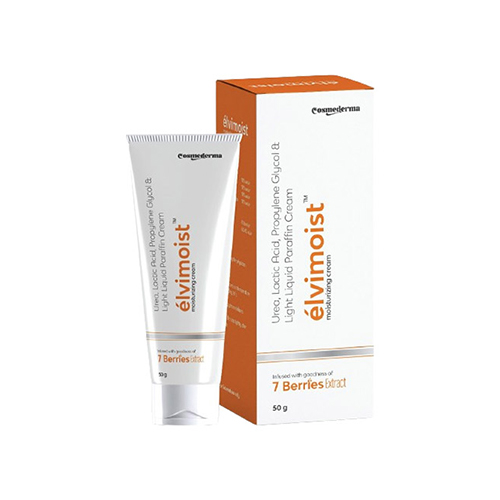 Cosmederma
Urea, Lactic Acid, Propylene Glycol &
Light Liquid Paraffin Cream
élvimoist™
moisturizing cream
Infused with goodness of
7 Berries Extract
50 g
élvimoist
Cosmederma
Urea, Lactic Acid, Propylene Glycol &
Light Liquid Paraffin Cream
élvimoist™
moisturizing cream
Infused with goodness of
7 Berries Extract
50 g